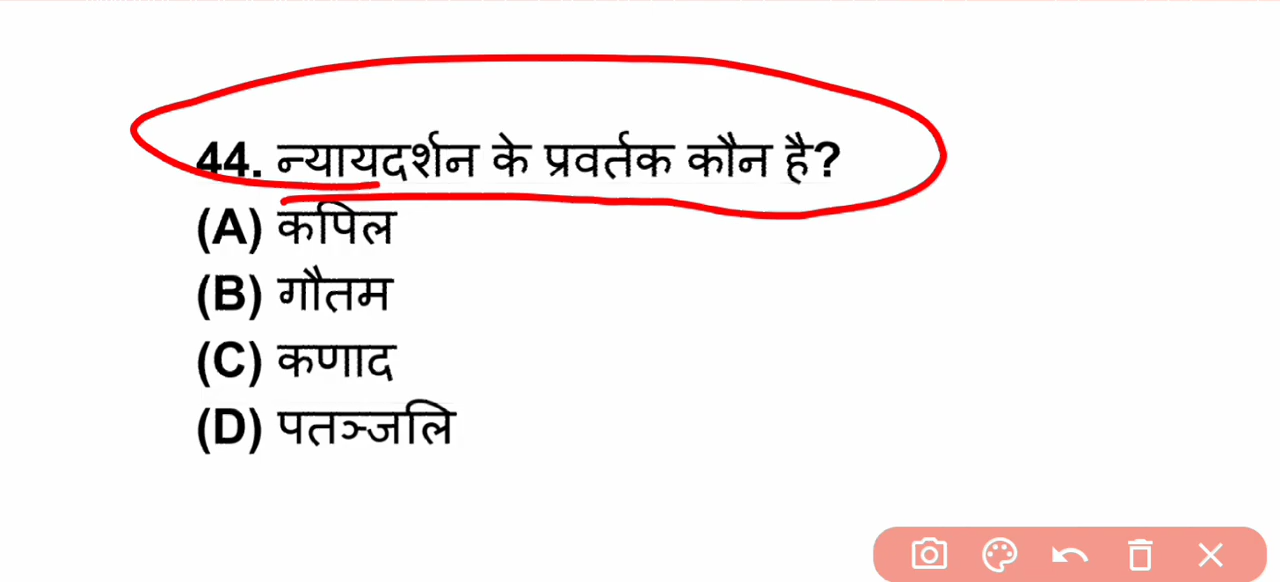 44. न्यायदर्शन के प्रवर्तक कौन है?
(A) कपिल
(B) गौतम
(C) कणाद
(D) पतञ्जलि